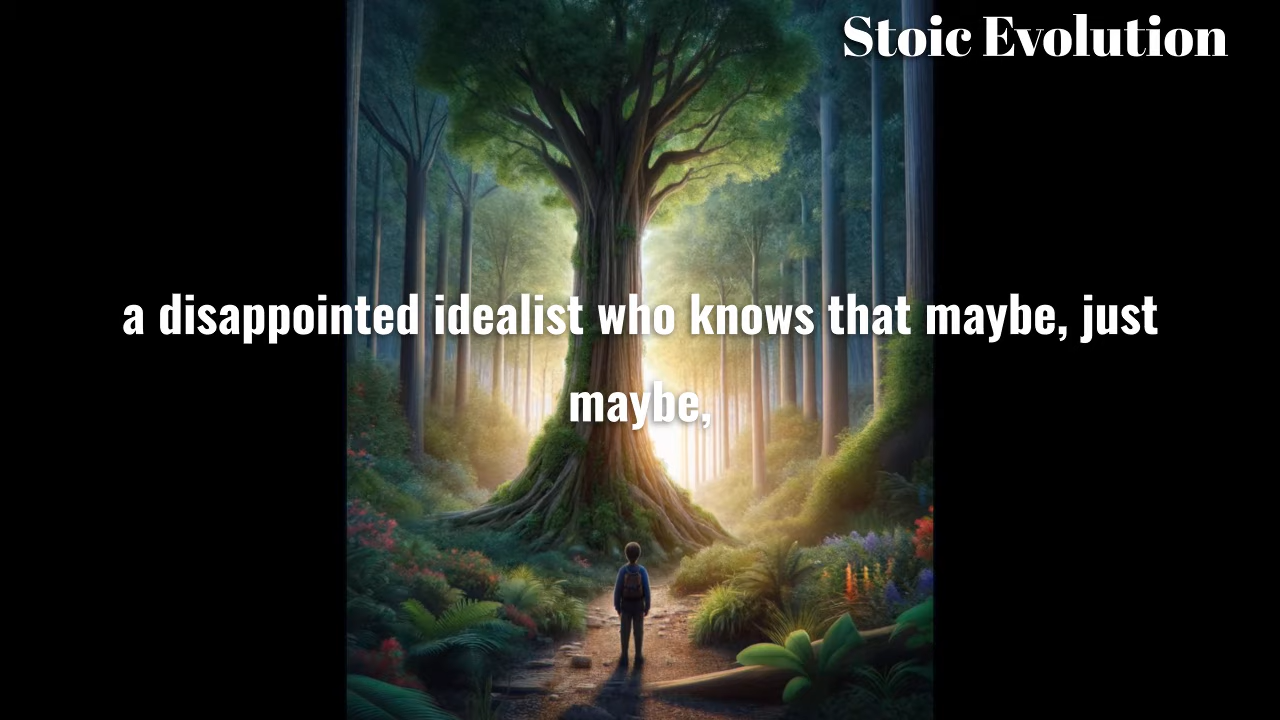 Stoic Evolution
a disappointed idealist who knows that maybe, just
maybe,